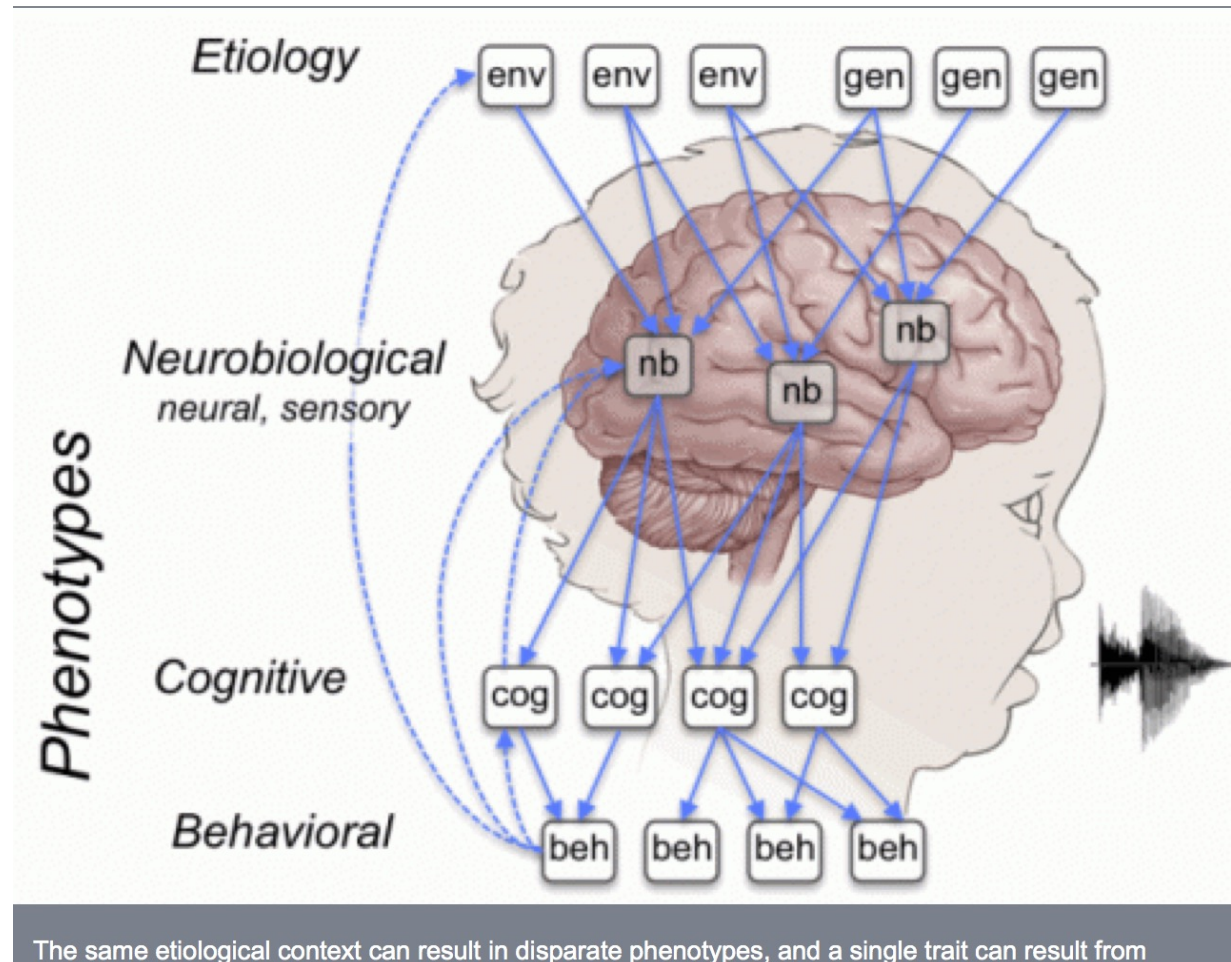 Etiology
env env env gen gen gen
Neurobiological
neural, sensory
nb nb nb
Phenotypes
Cognitive
cog cog cog cog
Behavioral
beh beh beh beh
The same etiological context can result in disparate phenotypes, and a single trait can result from